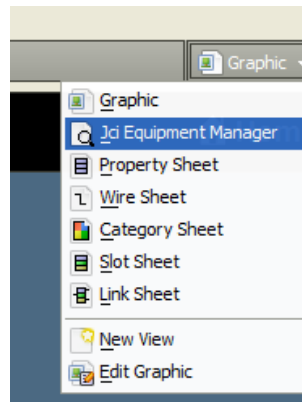 Graphic
Graphic
Jci Equipment Manager
Property Sheet
Wire Sheet
Category Sheet
Slot Sheet
Link Sheet
New View
Edit Graphic